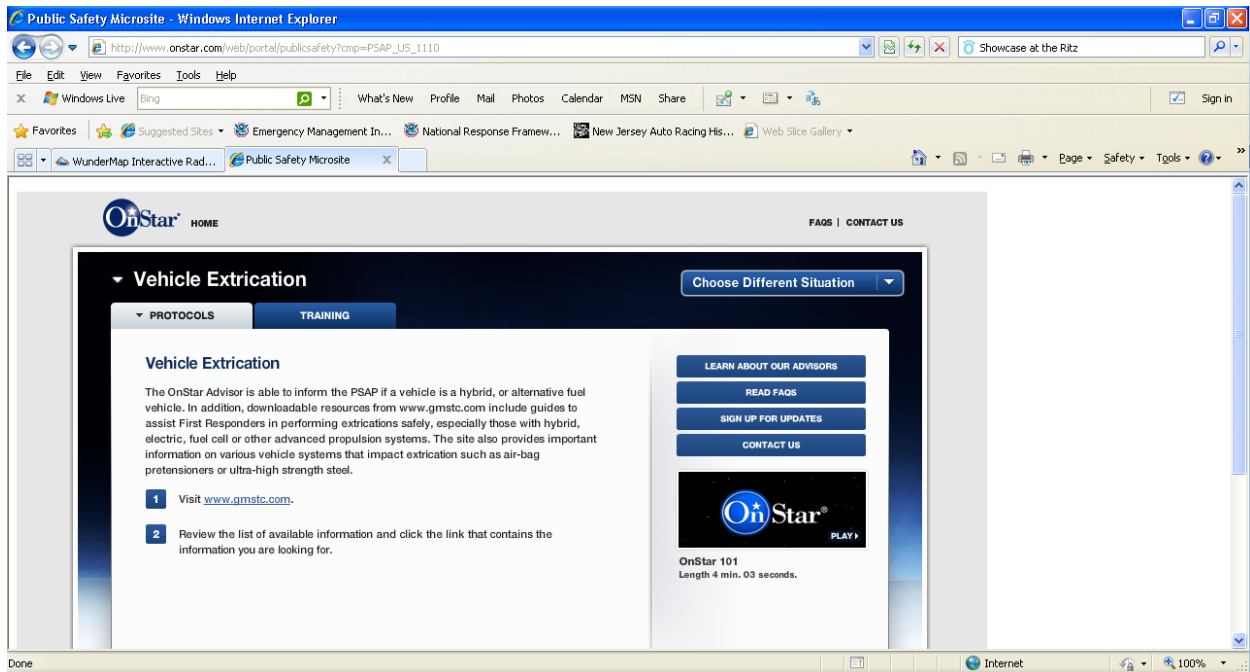 Public Safety Microsite - Windows Internet Explorer
http://www.onstar.com/web/portal/publicsafety?cmp=PSAP_US_1110
Showcase at the Ritz
File Edit View Favorites Tools Help
x Windows Live Bing What's New Profile Mail Photos Calendar MSN Share Sign in
Favorites Suggested Sites Emergency Management In... National Response Framew... New Jersey Auto Racing His... Web Slice Gallery
WunderMap Interactive Rad... Public Safety Microsite x Page Safety Tools »
OnStar HOME FAQS | CONTACT US
Vehicle Extrication Choose Different Situation
PROTOCOLS TRAINING
Vehicle Extrication
The OnStar Advisor is able to inform the PSAP if a vehicle is a hybrid, or alternative fuel
vehicle. In addition, downloadable resources from www.gmstc.com include guides to
assist First Responders in performing extrications safely, especially those with hybrid,
electric, fuel cell or other advanced propulsion systems. The site also provides important
information on various vehicle systems that impact extrication such as air-bag
pretensioners or ultra-high strength steel.
1 Visit www.gmstc.com.
2 Review the list of available information and click the link that contains the
information you are looking for.
LEARN ABOUT OUR ADVISORS
READ FAQS
SIGN UP FOR UPDATES
CONTACT US
OnStar®
PLAY
OnStar 101
Length 4 min. 03 seconds.
Done Internet 100%